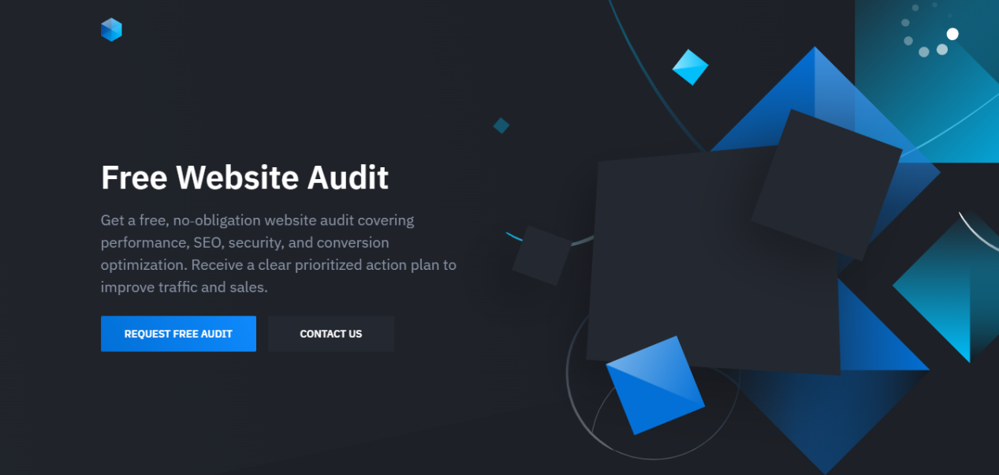 Free Website Audit
Get a free, no-obligation website audit covering
performance, SEO, security, and conversion
optimization. Receive a clear prioritized action plan to
improve traffic and sales.
REQUEST FREE AUDIT
CONTACT US